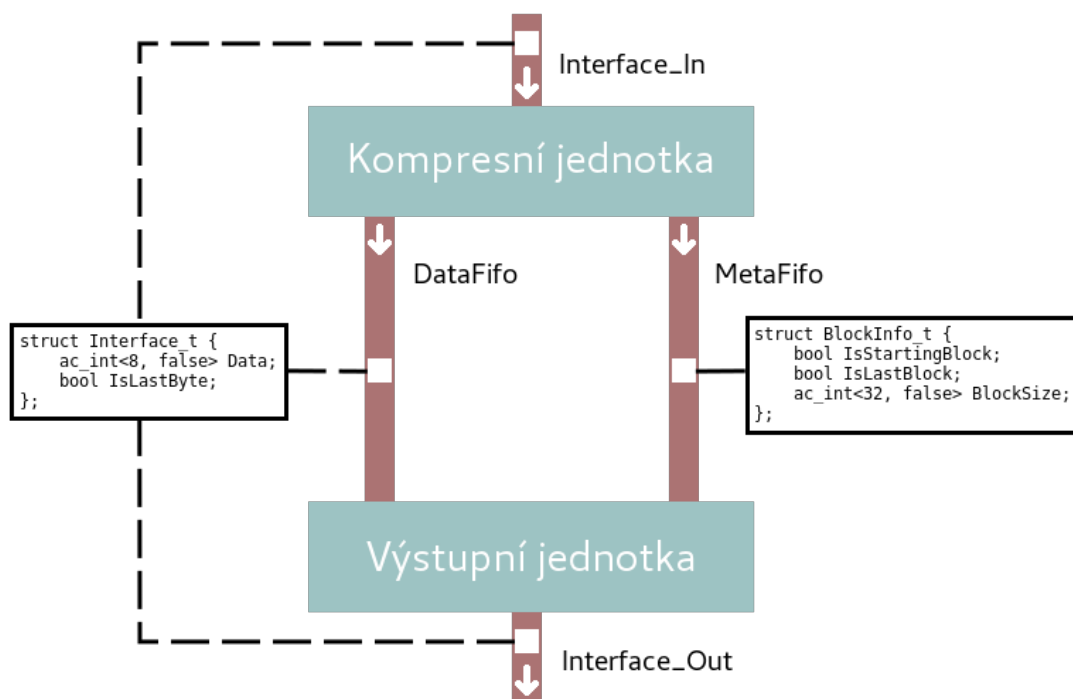 Interface_In
Kompresní jednotka
DataFifo
MetaFifo
struct Interface_t {
    ac_int<8, false> Data;
    bool IsLastByte;
};
struct BlockInfo_t {
    bool IsStartingBlock;
    bool IsLastBlock;
    ac_int<32, false> BlockSize;
};
Výstupní jednotka
Interface_Out